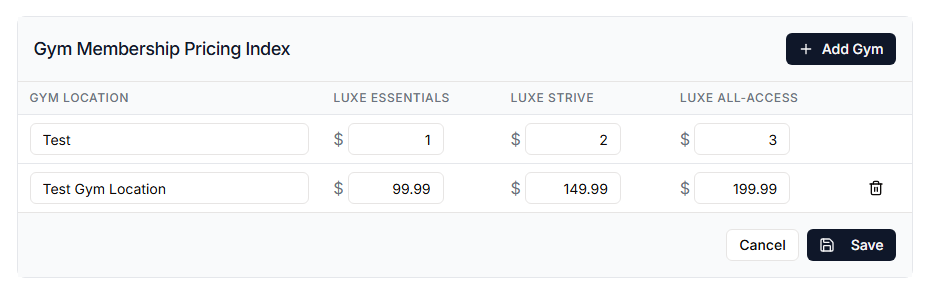 Gym Membership Pricing Index
+ Add Gym
GYM LOCATION LUXE ESSENTIALS LUXE STRIVE LUXE ALL-ACCESS
Test $ 1 $ 2 $ 3
Test Gym Location $ 99.99 $ 149.99 $ 199.99
Cancel Save